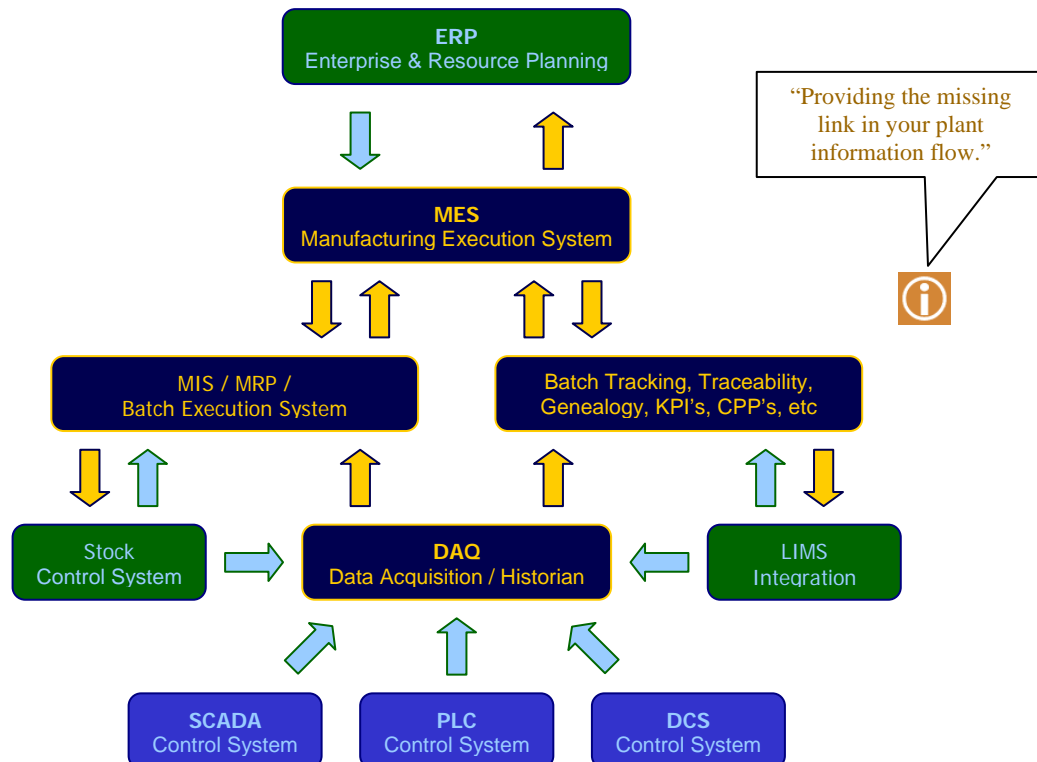 ERP
Enterprise & Resource Planning
“Providing the missing
link in your plant
information flow.”
MES
Manufacturing Execution System
MIS / MRP /
Batch Execution System
Batch Tracking, Traceability,
Genealogy, KPI's, CPP's, etc
Stock
Control System
DAQ
Data Acquisition / Historian
LIMS
Integration
SCADA
Control System
PLC
Control System
DCS
Control System